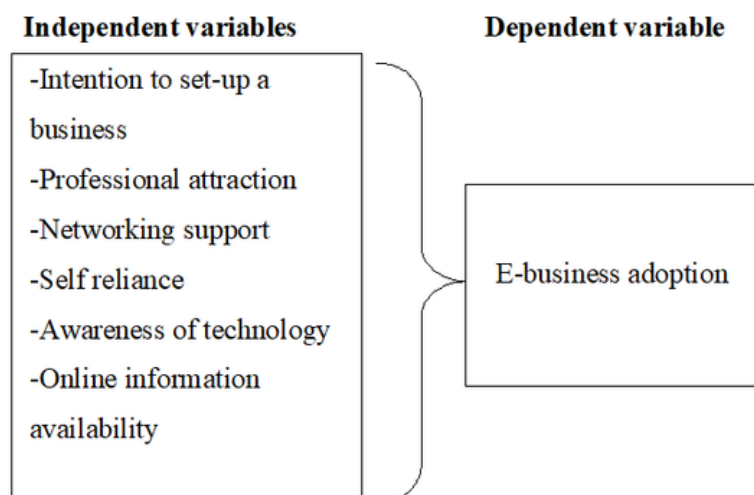 Independent variables
Dependent variable
-Intention to set-up a
business
-Professional attraction
-Networking support
-Self reliance
-Awareness of technology
-Online information
availability
E-business adoption